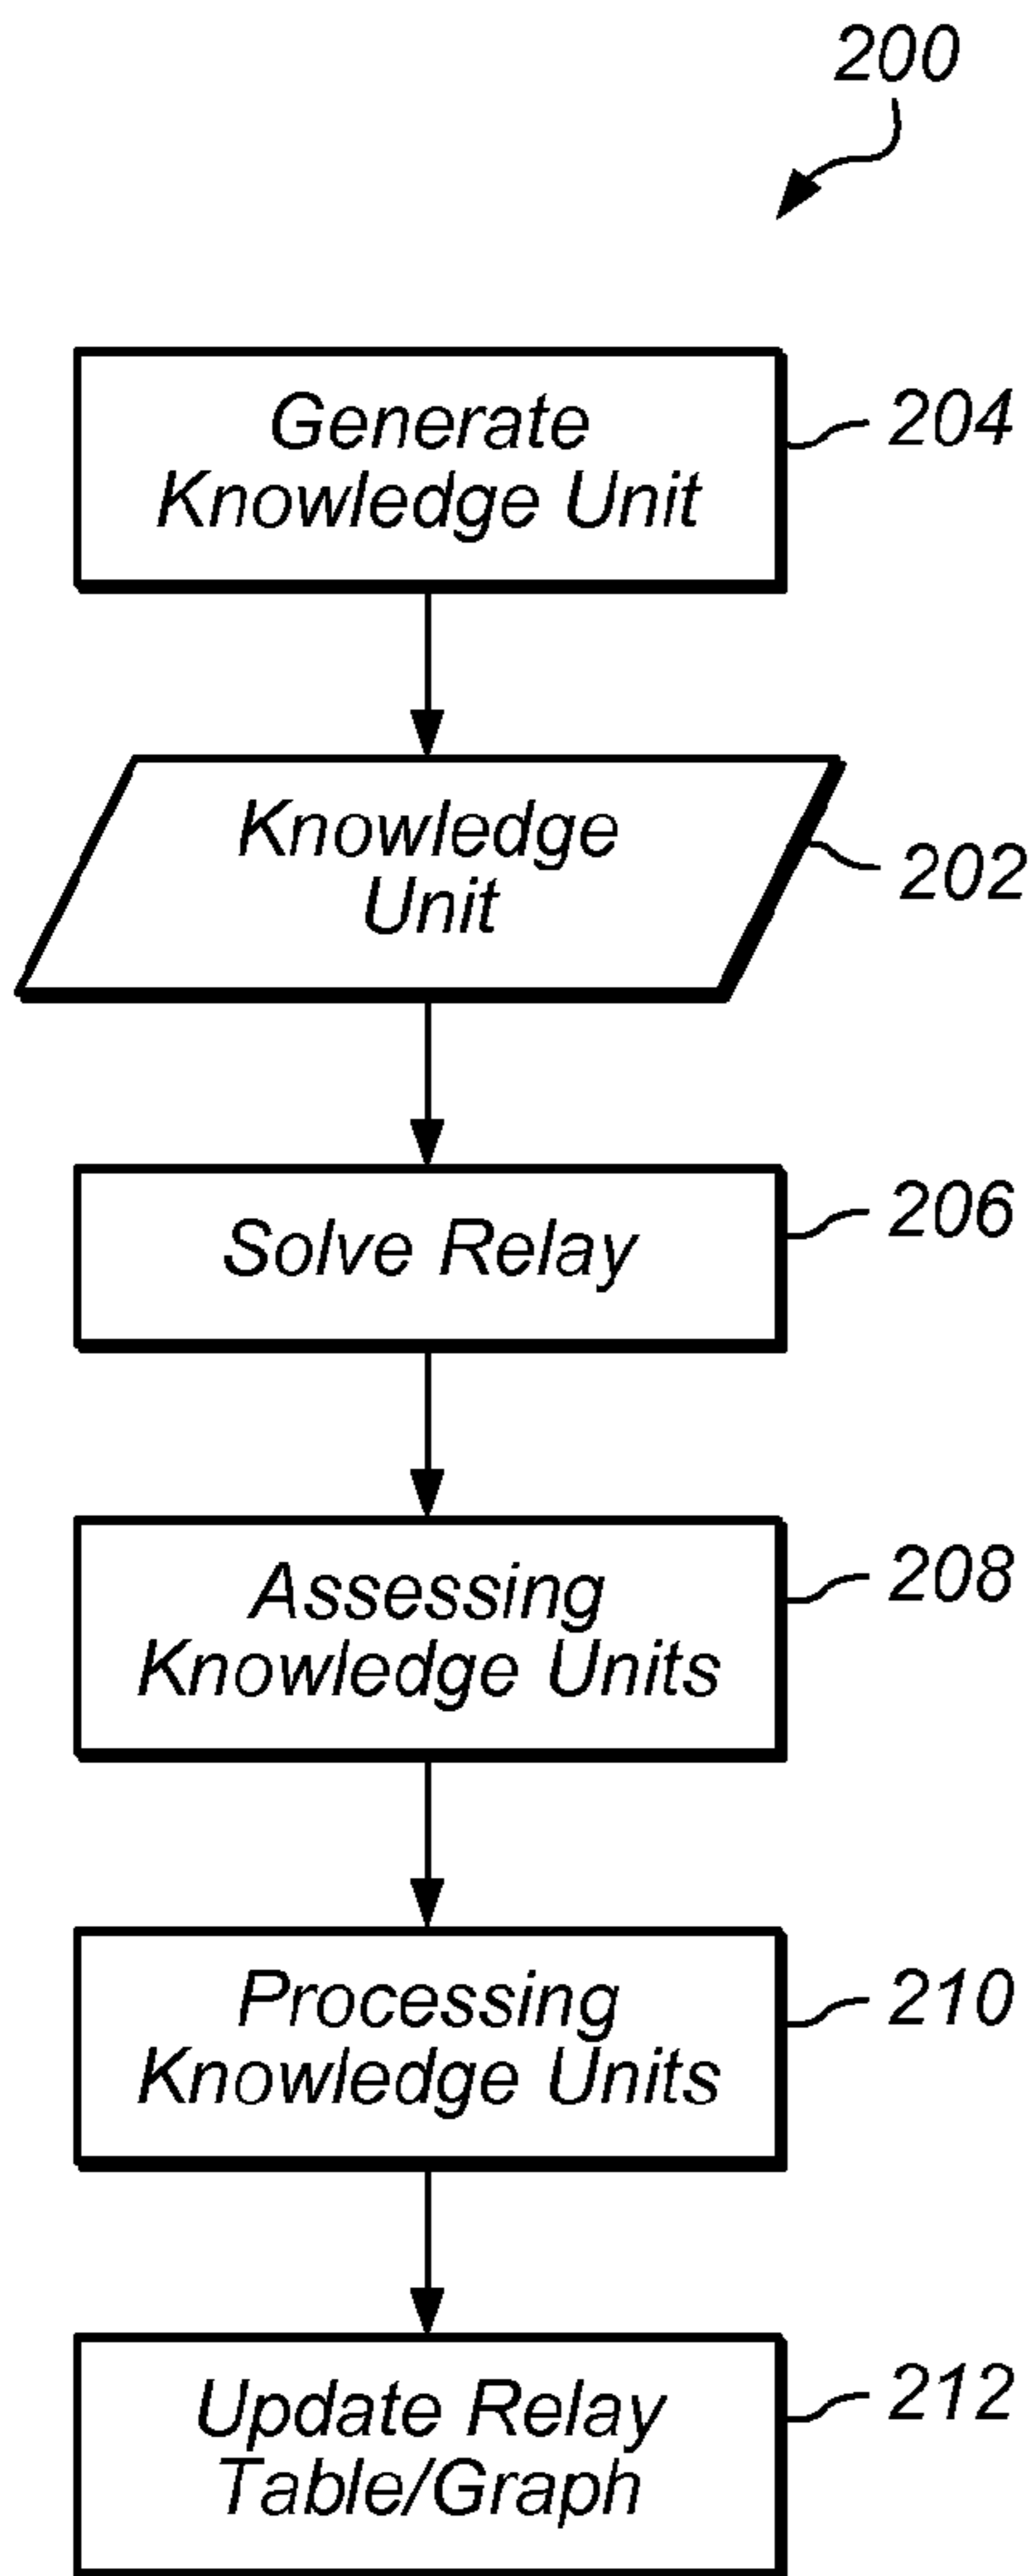 200
Generate
Knowledge Unit
204
Knowledge
Unit
202
Solve Relay
206
Assessing
Knowledge Units
208
Processing
Knowledge Units
210
Update Relay
Table/Graph
212